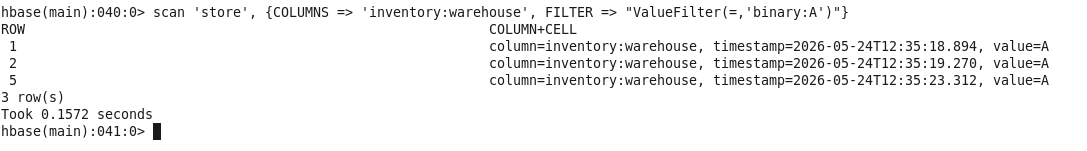 hbase(main):040:0> scan 'store', {COLUMNS => 'inventory:warehouse', FILTER => "ValueFilter(=,'binary:A')"}
ROW                                                          COLUMN+CELL
 1                                                           column=inventory:warehouse, timestamp=2026-05-24T12:35:18.894, value=A
 2                                                           column=inventory:warehouse, timestamp=2026-05-24T12:35:19.270, value=A
 5                                                           column=inventory:warehouse, timestamp=2026-05-24T12:35:23.312, value=A
3 row(s)
Took 0.1572 seconds
hbase(main):041:0>